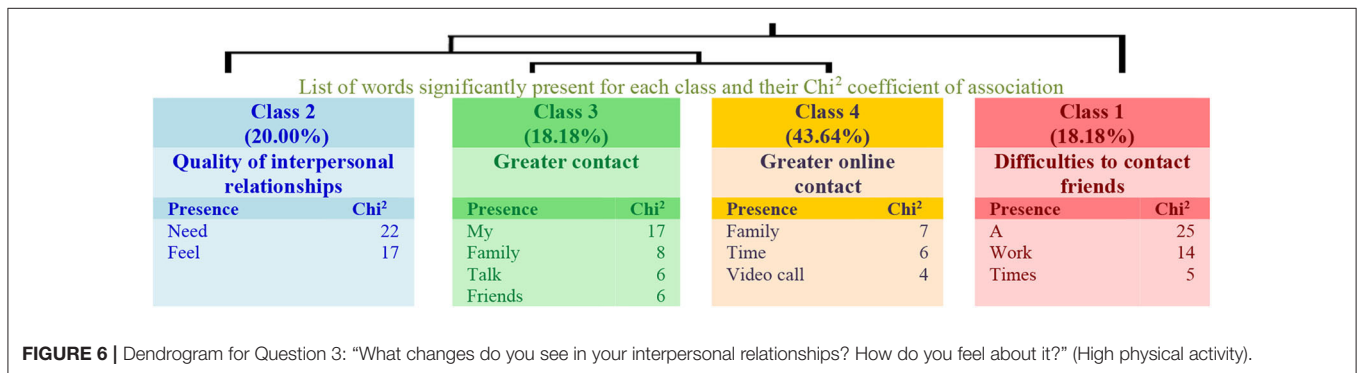 List of words significantly present for each class and their Chi² coefficient of association
Class 2
(20.00%)
Quality of interpersonal
relationships
Presence Chi²
Need 22
Feel 17
Class 3
(18.18%)
Greater contact
Presence Chi²
My 17
Family 8
Talk 6
Friends 6
Class 4
(43.64%)
Greater online
contact
Presence Chi²
Family 7
Time 6
Video call 4
Class 1
(18.18%)
Difficulties to contact
friends
Presence Chi²
A 25
Work 14
Times 5
FIGURE 6 | Dendrogram for Question 3: “What changes do you see in your interpersonal relationships? How do you feel about it?” (High physical activity).